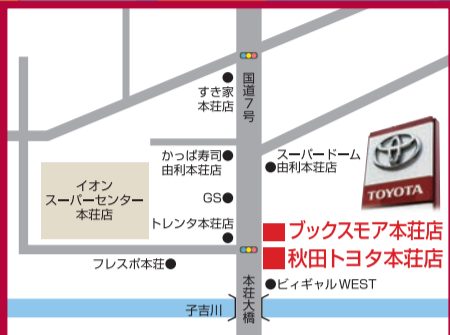 国道7号
すき家
本荘店
かっぱ寿司
由利本荘店
スーパードーム
由利本荘店
TOYOTA
イオン
スーパーセンター
本荘店
GS
トレンタ本荘店
ブックスモア本荘店
秋田トヨタ本荘店
フレスポ本荘
本荘大橋
ビィギャルWEST
子吉川